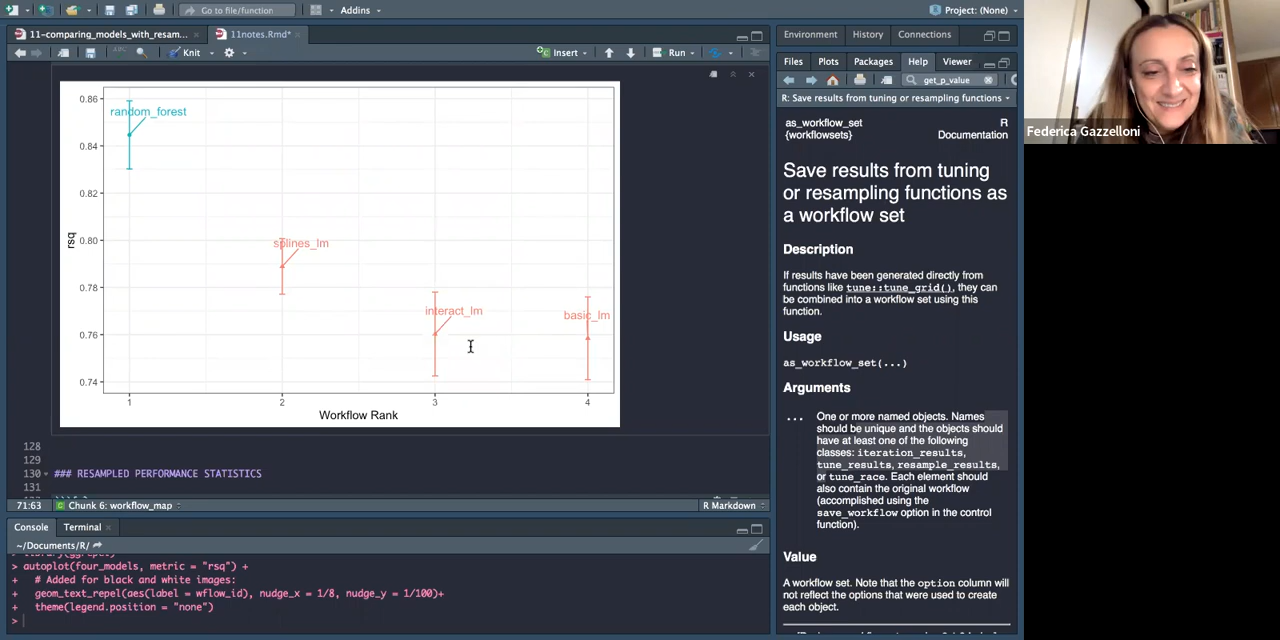 Go to file/function
Addins
Project: (None)
11-comparing_models_with_resam...
11notes.Rmd*
Knit
Insert
Run
random_forest
splines_lm
interact_lm
basic_lm
rsq
0.86
0.84
0.82
0.80
0.78
0.76
0.74
1
2
3
4
Workflow Rank
128
129
130 ### RESAMPLED PERFORMANCE STATISTICS
131
71:63
Chunk 6: workflow_map
R Markdown
Console
Terminal
~/Documents/R/
> autoplot(four_models, metric = "rsq") +
+ # Added for black and white images:
+ geom_text_repel(aes(label = wflow_id), nudge_x = 1/8, nudge_y = 1/100)+
+ theme(legend.position = "none")
>
Environment
History
Connections
Files
Plots
Packages
Help
Viewer
get_p_value
R: Save results from tuning or resampling functions
as_workflow_set
{workflowsets}
R
Documentation
Save results from tuning
or resampling functions as
a workflow set
Description
If results have been generated directly from
functions like tune::tune_grid(), they can
be combined into a workflow set using this
function.
Usage
as_workflow_set(...)
Arguments
... One or more named objects. Names
should be unique and the objects should
have at least one of the following
classes: iteration_results,
tune_results, resample_results,
or tune_race. Each element should
also contain the original workflow
(accomplished using the
save_workflow option in the control
function).
Value
A workflow set. Note that the option column will
not reflect the options that were used to create
each object.
Federica Gazzelloni